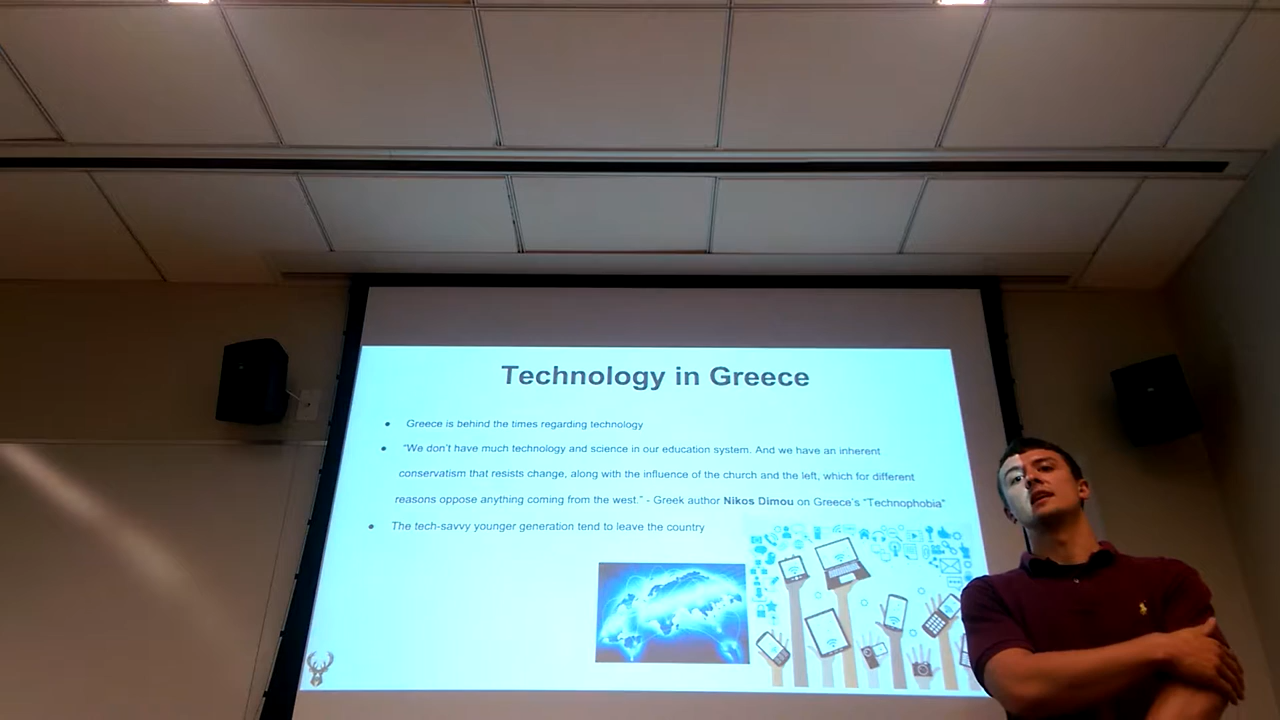 Technology in Greece
● Greece is behind the times regarding technology
● “We don’t have much technology and science in our education system. And we have an inherent
conservatism that resists change, along with the influence of the church and the left, which for different
reasons oppose anything coming from the west.” - Greek author Nikos Dimou on Greece’s “Technophobia”
● The tech-savvy younger generation tend to leave the country